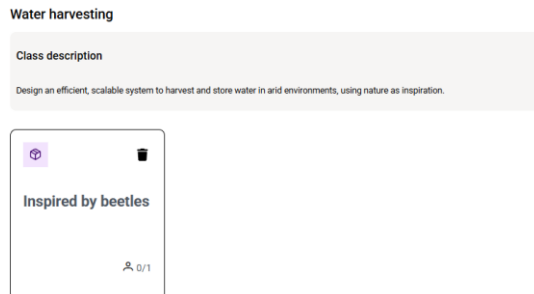 Water harvesting
Class description
Design an efficient, scalable system to harvest and store water in arid environments, using nature as inspiration.
Inspired by beetles
0/1